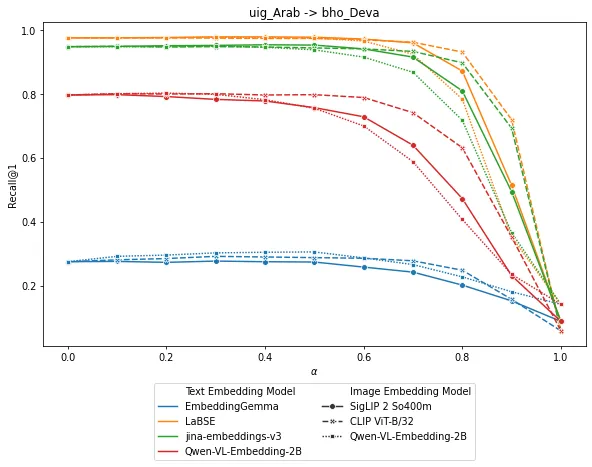 uig_Arab -> bho_Deva
1.0
0.8
0.6
0.4
0.2
Recall@1
0.0 0.2 0.4 0.6 0.8 1.0
α
Text Embedding Model Image Embedding Model
EmbeddingGemma SigLIP 2 So400m
LaBSE CLIP ViT-B/32
jina-embeddings-v3 Qwen-VL-Embedding-2B
Qwen-VL-Embedding-2B